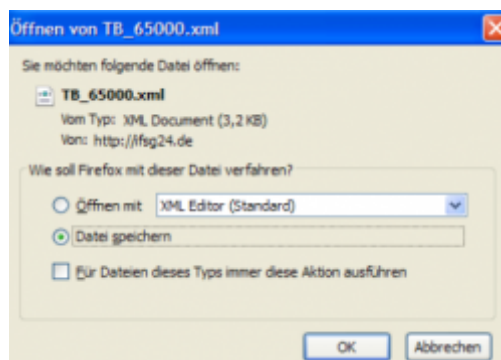 Öffnen von TB_65000.xml
Sie möchten folgende Datei öffnen:
TB_65000.xml
Vom Typ: XML Document (3,2 KB)
Von: http://ifsg24.de
Wie soll Firefox mit dieser Datei verfahren?
Öffnen mit XML Editor (Standard)
Datei speichern
Für Dateien dieses Typs immer diese Aktion ausführen
OK Abbrechen